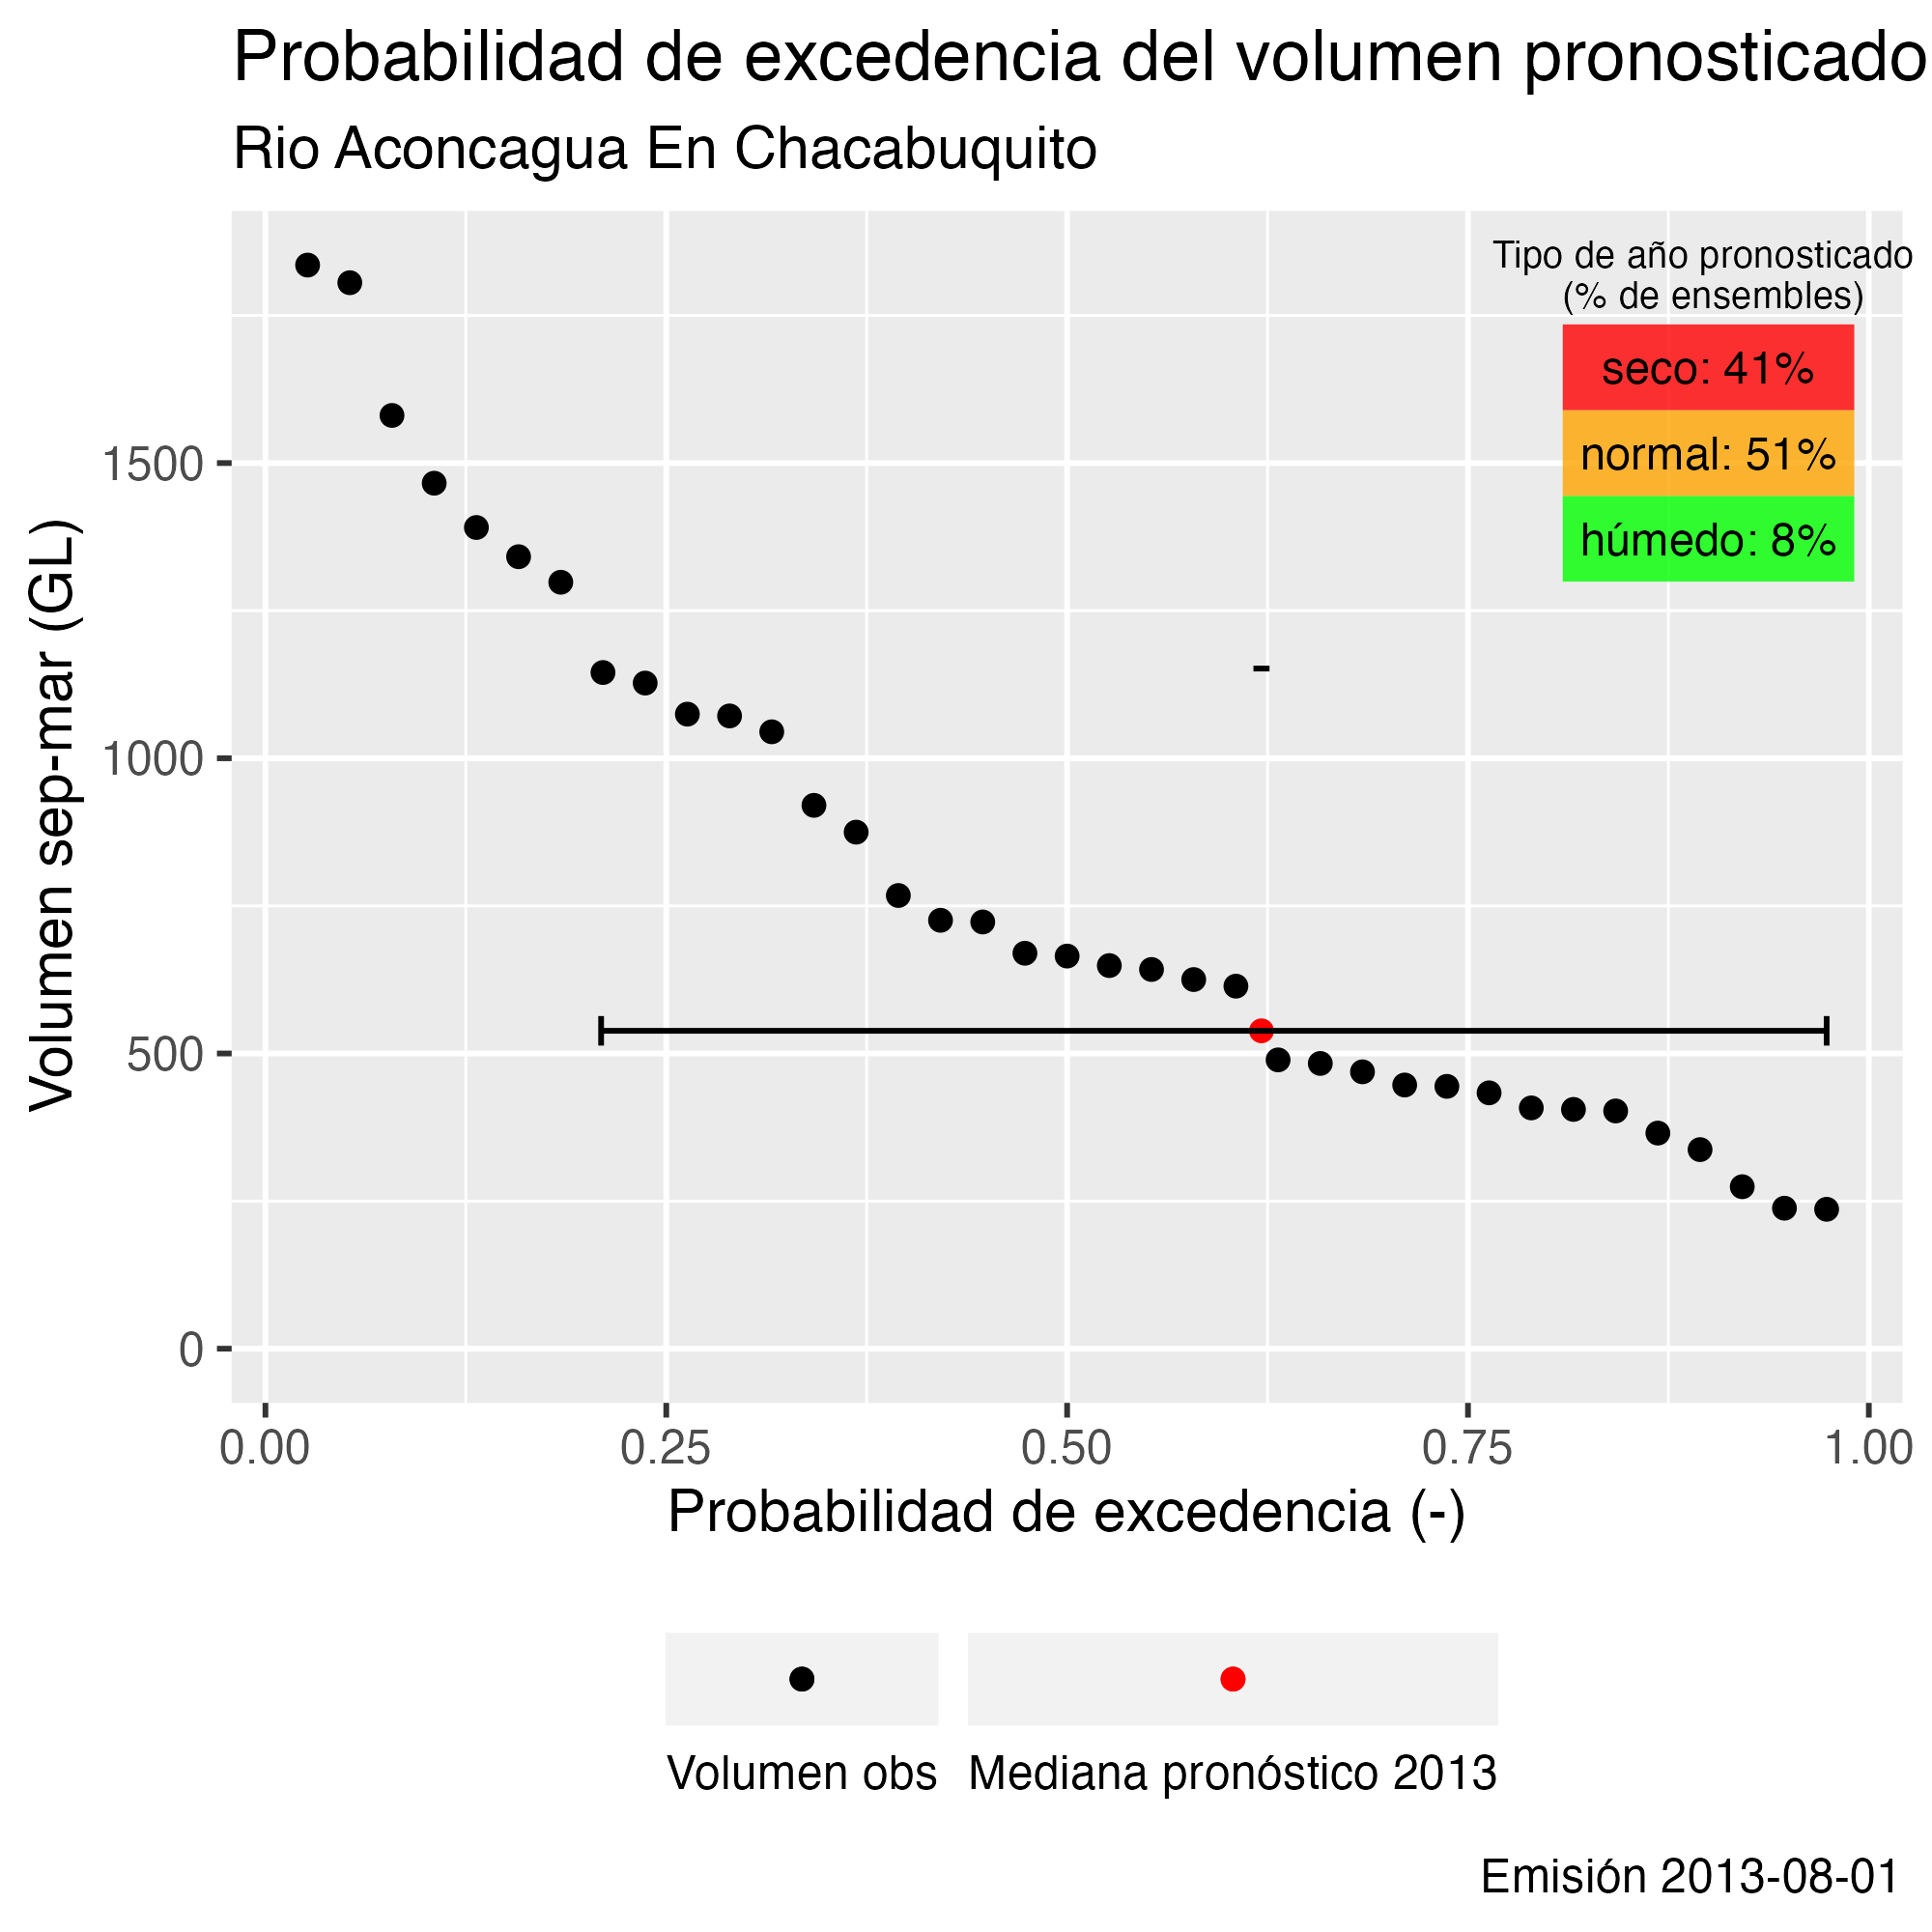 Probabilidad de excedencia del volumen pronosticado
Rio Aconcagua En Chacabuquito
Tipo de año pronosticado
(% de ensembles)
seco: 41%
normal: 51%
húmedo: 8%
Volumen sep-mar (GL)
1500
1000
500
0
0.00 0.25 0.50 0.75 1.00
Probabilidad de excedencia (-)
Volumen obs Mediana pronóstico 2013
Emisión 2013-08-01